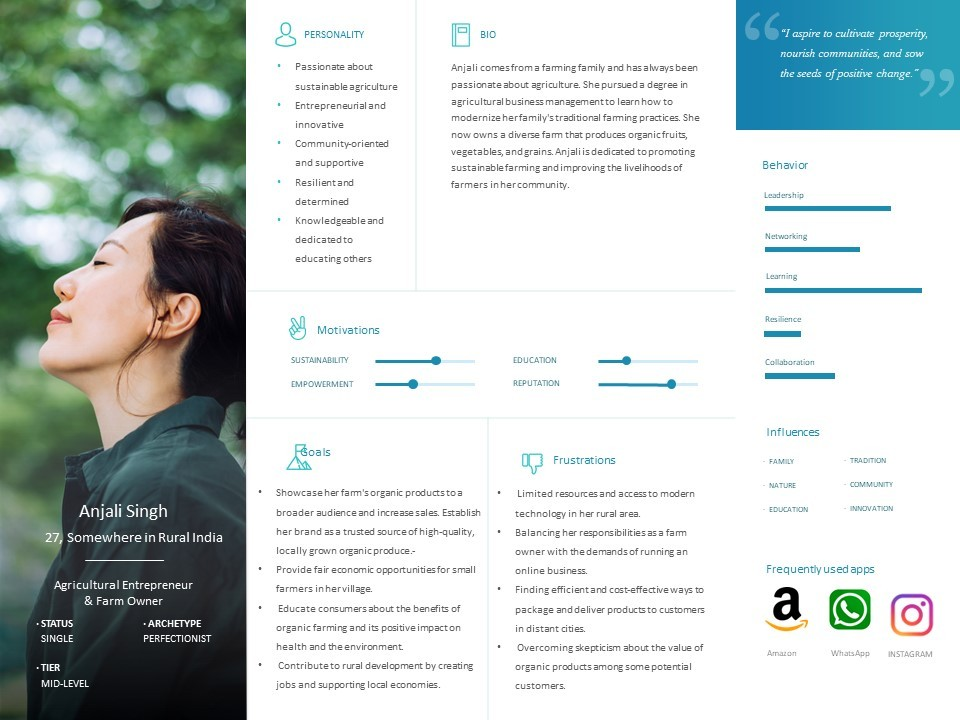 Anjali Singh
27, Somewhere in Rural India
Agricultural Entrepreneur
& Farm Owner
· STATUS
SINGLE
· ARCHETYPE
PERFECTIONIST
· TIER
MID-LEVEL
PERSONALITY
• Passionate about
sustainable agriculture
• Entrepreneurial and
innovative
• Community-oriented
and supportive
• Resilient and
determined
• Knowledgeable and
dedicated to
educating others
BIO
Anjali comes from a farming family and has always been
passionate about agriculture. She pursued a degree in
agricultural business management to learn how to
modernize her family's traditional farming practices. She
now owns a diverse farm that produces organic fruits,
vegetables, and grains. Anjali is dedicated to promoting
sustainable farming and improving the livelihoods of
farmers in her community.
Motivations
SUSTAINABILITY
EMPOWERMENT
EDUCATION
REPUTATION
Goals
• Showcase her farm's organic products to a
broader audience and increase sales. Establish
her brand as a trusted source of high-quality,
locally grown organic produce.-
• Provide fair economic opportunities for small
farmers in her village.
• Educate consumers about the benefits of
organic farming and its positive impact on
health and the environment.
• Contribute to rural development by creating
jobs and supporting local economies.
Frustrations
• Limited resources and access to modern
technology in her rural area.
• Balancing her responsibilities as a farm
owner with the demands of running an
online business.
• Finding efficient and cost-effective ways to
package and deliver products to customers
in distant cities.
• Overcoming skepticism about the value of
organic products among some potential
customers.
“I aspire to cultivate prosperity,
nourish communities, and sow
the seeds of positive change.”
Behavior
Leadership
Networking
Learning
Resilience
Collaboration
Influences
· FAMILY
· NATURE
· EDUCATION
· TRADITION
· COMMUNITY
· INNOVATION
Frequently used apps
a
Amazon
WhatsApp
INSTAGRAM